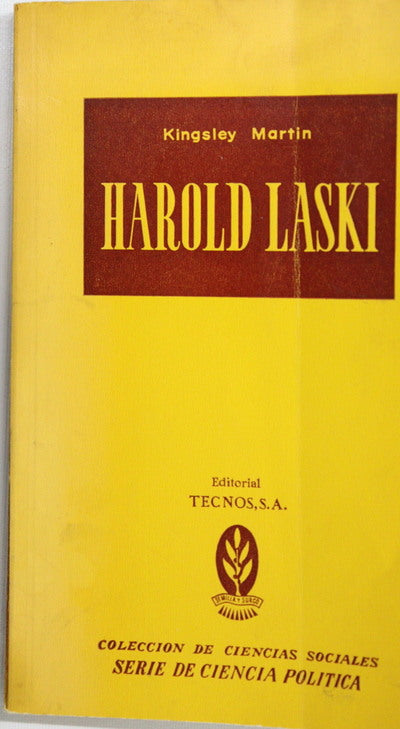 Kingsley Martin
HAROLD LASKI
Editorial
TECNOS, S.A.
SEMILLA Y SURCO
COLECCION DE CIENCIAS SOCIALES
SERIE DE CIENCIA POLITICA